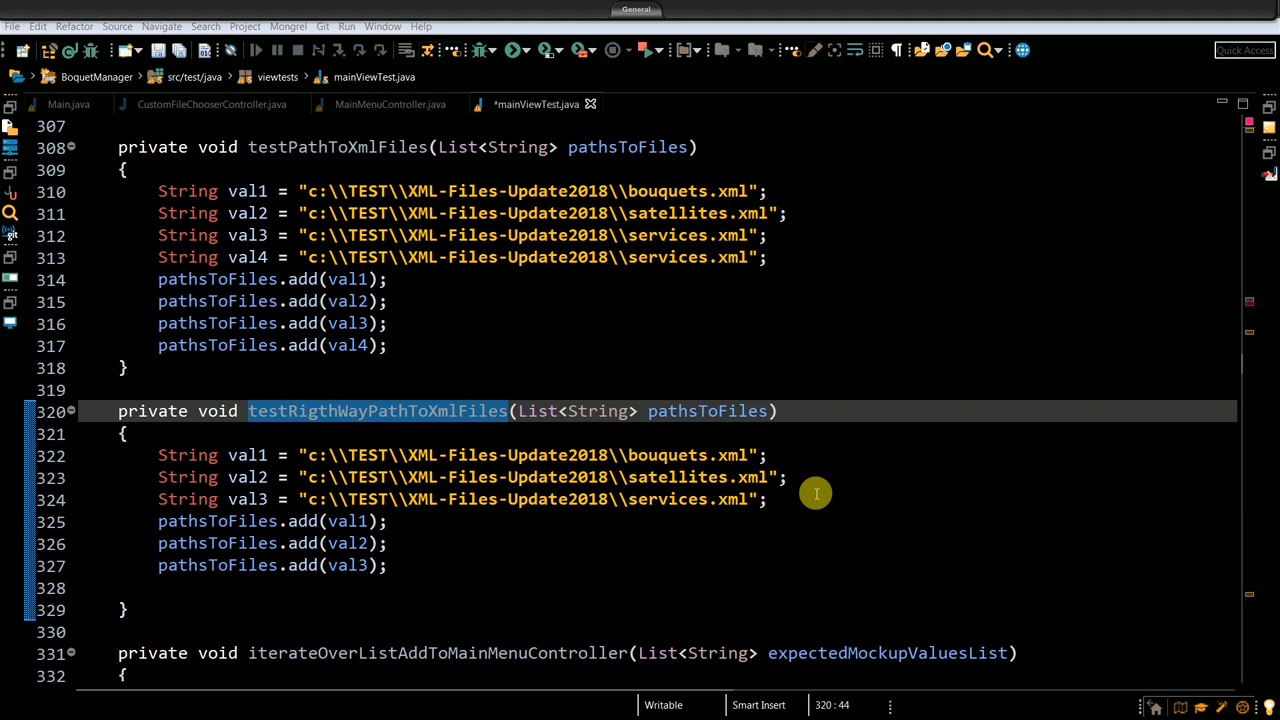 General
File Edit Refactor Source Navigate Search Project Mongrel Git Run Window Help
Quick Access
BoquetManager src/test/java viewtests mainViewTest.java
Main.java CustomFileChooserController.java MainMenuController.java *mainViewTest.java
307
308 private void testPathToXmlFiles(List<String> pathsToFiles)
309 {
310 String val1 = "c:\\TEST\\XML-Files-Update2018\\bouquets.xml";
311 String val2 = "c:\\TEST\\XML-Files-Update2018\\satellites.xml";
312 String val3 = "c:\\TEST\\XML-Files-Update2018\\services.xml";
313 String val4 = "c:\\TEST\\XML-Files-Update2018\\services.xml";
314 pathsToFiles.add(val1);
315 pathsToFiles.add(val2);
316 pathsToFiles.add(val3);
317 pathsToFiles.add(val4);
318 }
319
320 private void testRigthWayPathToXmlFiles(List<String> pathsToFiles)
321 {
322 String val1 = "c:\\TEST\\XML-Files-Update2018\\bouquets.xml";
323 String val2 = "c:\\TEST\\XML-Files-Update2018\\satellites.xml";
324 String val3 = "c:\\TEST\\XML-Files-Update2018\\services.xml";
325 pathsToFiles.add(val1);
326 pathsToFiles.add(val2);
327 pathsToFiles.add(val3);
328
329 }
330
331 private void iterateOverListAddToMainMenuController(List<String> expectedMockupValuesList)
332 {
Writable Smart Insert 320 : 44